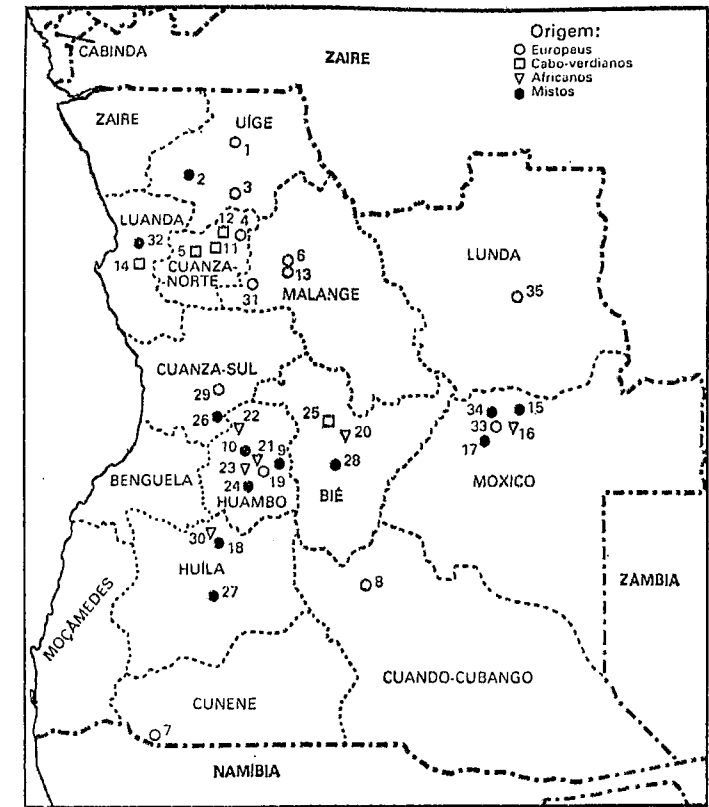 Origem:
Europeus
Cabo-verdianos
Africanos
Mistos
CABINDA
ZAIRE
ZAIRE
UÍGE
1
2
3
LUANDA
12
4
32
5
11
6
14
CUANZA-
NORTE
13
31
MALANGE
LUNDA
35
CUANZA-SUL
29
26
22
25
20
34
15
33
16
17
10
21
9
23
19
28
24
BENGUELA
HUAMBO
BIÉ
MOXICO
30
18
HUÍLA
27
8
ZÂMBIA
MOÇÂMEDES
CUANDO-CUBANGO
CUNENE
7
NAMÍBIA